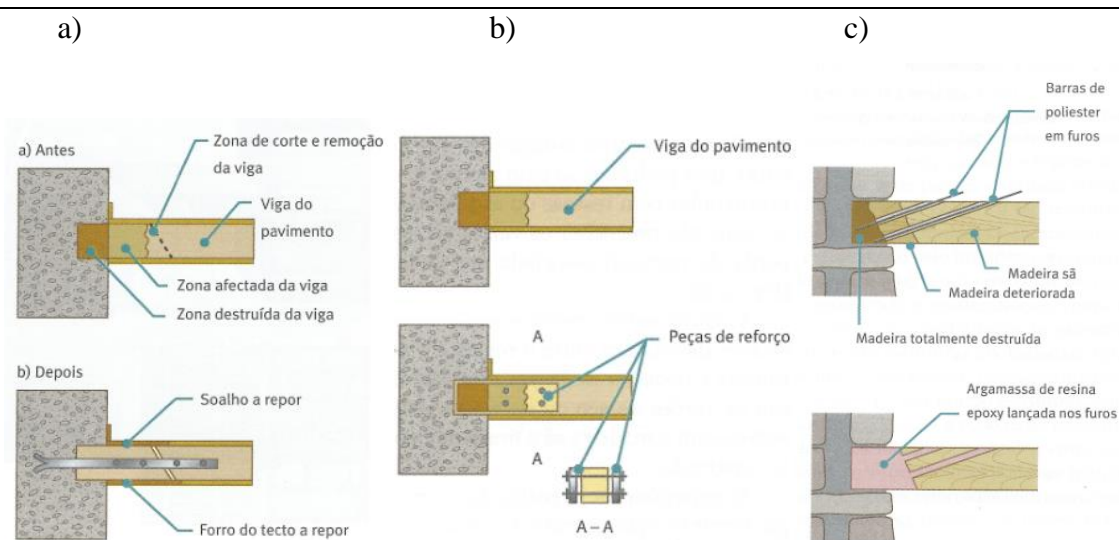 a)
b)
c)
a) Antes
Zona de corte e remoção
da viga
Viga do
pavimento
Zona afectada da viga
Zona destruída da viga
b) Depois
Soalho a repor
Forro do tecto a repor
Viga do pavimento
A
Peças de reforço
A
A – A
Barras de
poliester
em furos
Madeira sã
Madeira deteriorada
Madeira totalmente destruída
Argamassa de resina
epoxy lançada nos furos